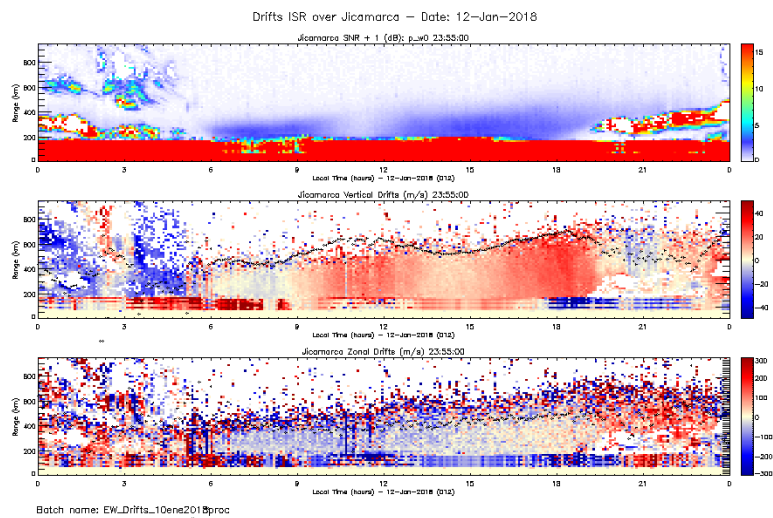 Drifts ISR over Jicamarca – Date: 12-Jan-2018
Jicamarca SNR + 1 (dB): p_w0 23:55:00
Range (km)
800
600
400
200
0
0 3 6 9 12 15 18 21 0
Local Time (hours) – 12-Jan-2018 (012)
15
10
5
0
Jicamarca Vertical Drifts (m/s) 23:55:00
Range (km)
800
600
400
200
0
0 3 6 9 12 15 18 21 0
Local Time (hours) – 12-Jan-2018 (012)
40
20
0
-20
-40
Jicamarca Zonal Drifts (m/s) 23:55:00
Range (km)
800
600
400
200
0
0 3 6 9 12 15 18 21 0
Local Time (hours) – 12-Jan-2018 (012)
300
200
100
0
-100
-200
-300
Batch name: EW_Drifts_10ene2018proc